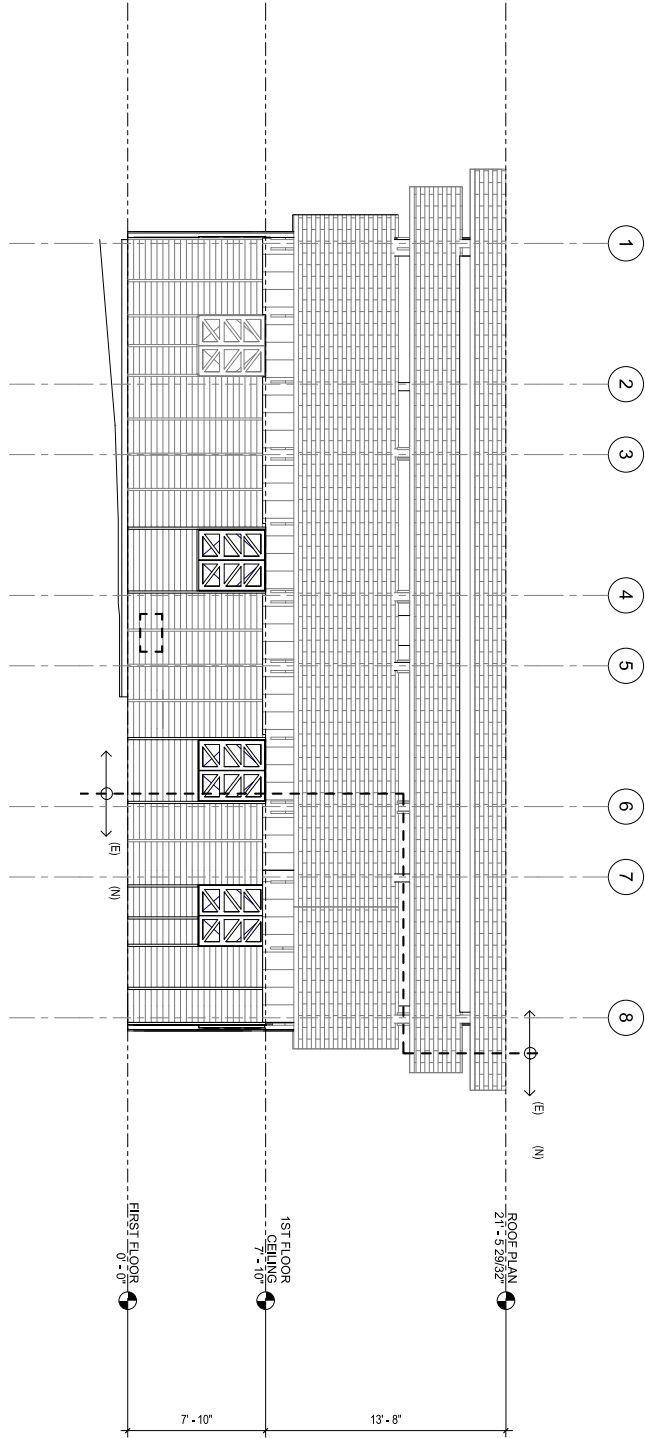 1
2
3
4
5
6
7
8
(E)
(N)
(E)
(N)
ROOF PLAN
21' - 5 29/32"
1ST FLOOR
CEILING
7' - 10"
FIRST FLOOR
0' - 0"
13' - 8"
7' - 10"